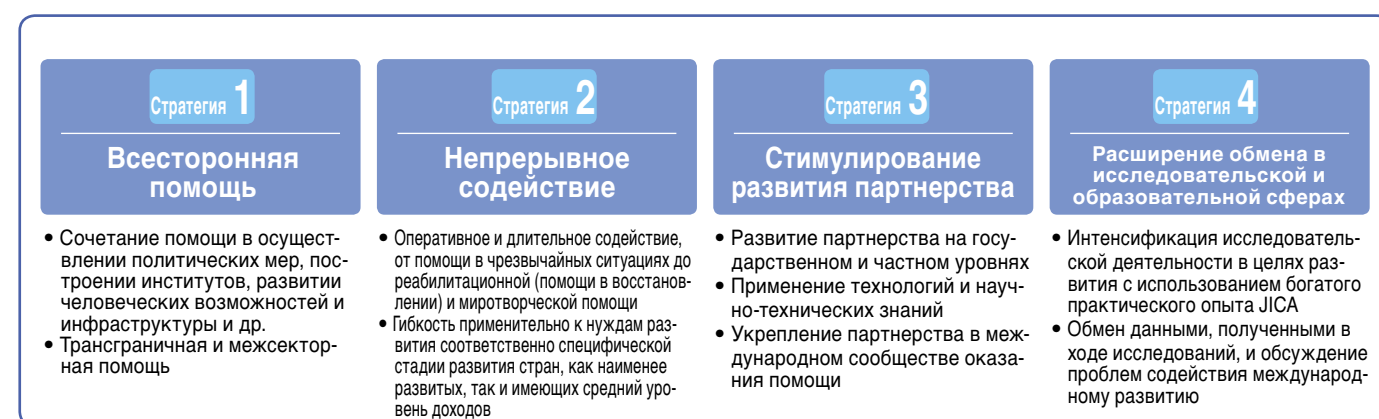 Стратегия 1
Всесторонняя
помощь
• Сочетание помощи в осущест-
влении политических мер, пос-
троении институтов, развитии
человеческих возможностей и
инфраструктуры и др.
• Трансграничная и межсектор-
ная помощь
Стратегия 2
Непрерывное
содействие
• Оперативное и длительное содействие,
от помощи в чрезвычайных ситуациях до
реабилитационной (помощи в восстанов-
лении) и миротворческой помощи
• Гибкость применительно к нуждам раз-
вития соответственно специфической
стадии развития стран, как наименее
развитых, так и имеющих средний уро-
вень доходов
Стратегия 3
Стимулирование
развития партнерства
• Развитие партнерства на госу-
дарственном и частном уровнях
• Применение технологий и науч-
но-технических знаний
• Укрепление партнерства в меж-
дународном сообществе оказа-
ния помощи
Стратегия 4
Расширение обмена в
исследовательской и
образовательной сферах
• Интенсификация исследователь-
ской деятельности в целях раз-
вития с использованием богатого
практического опыта JICA
• Обмен данными, полученными в
ходе исследований, и обсуждение
проблем содействия международ-
ному развитию